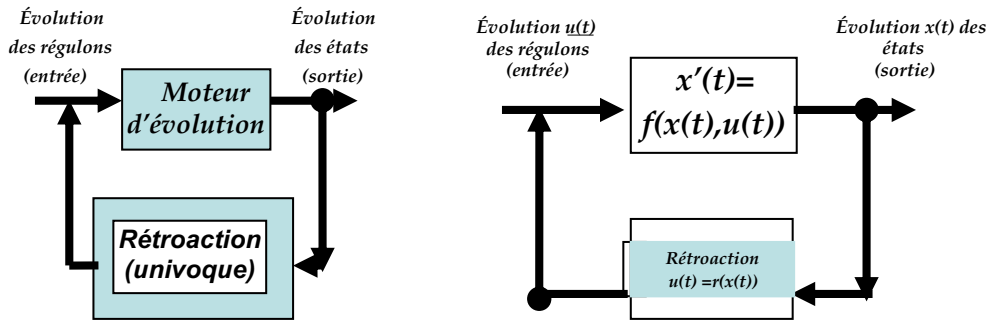 Évolution
des régulons
(entrée)
Évolution
des états
(sortie)
Moteur
d'évolution
Rétroaction
(univoque)
Évolution u(t)
des régulons
(entrée)
Évolution x(t) des
états
(sortie)
x'(t)=
f(x(t),u(t))
Rétroaction
u(t) =r(x(t))